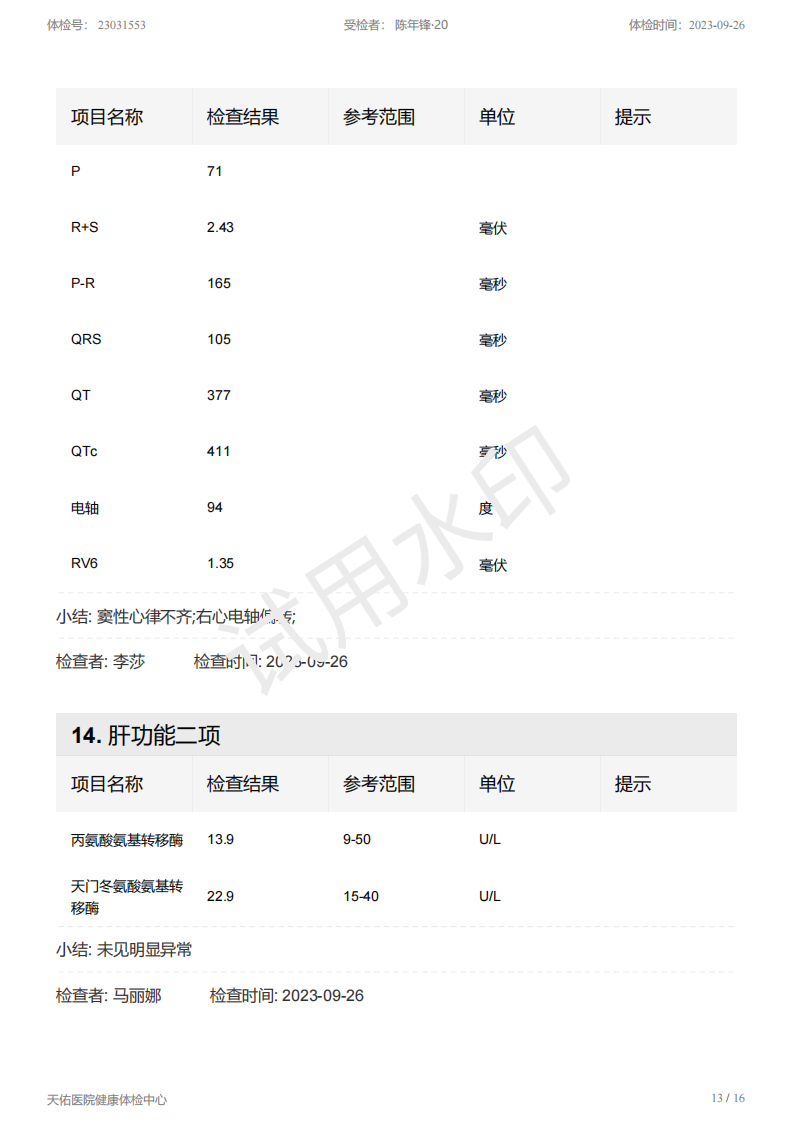 体检号： 23031553 受检者： 陈年锋·20 体检时间：2023-09-26
项目名称 检查结果 参考范围 单位 提示
P 71
R+S 2.43 毫伏
P-R 165 毫秒
QRS 105 毫秒
QT 377 毫秒
QTc 411 毫秒
电轴 94 度
RV6 1.35 毫伏
小结: 窦性心律不齐;右心电轴偏转;
检查者: 李莎 检查时间: 2023-09-26
试用水印
14. 肝功能二项
项目名称 检查结果 参考范围 单位 提示
丙氨酸氨基转移酶 13.9 9-50 U/L
天门冬氨酸氨基转
移酶 22.9 15-40 U/L
小结: 未见明显异常
检查者: 马丽娜 检查时间: 2023-09-26
天佑医院健康体检中心 13 / 16